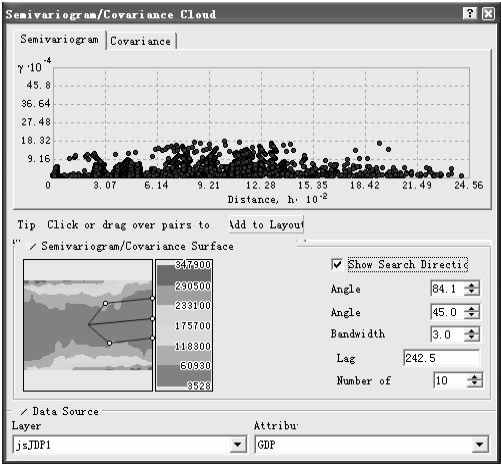 Semivariogram/Covariance Cloud
Semivariogram Covariance
γ·10⁻⁴
45.8
36.64
27.48
18.32
9.16
0 3.07 6.14 9.21 12.28 15.35 18.42 21.49 24.56
Distance, h· 10⁻²
Tip Click or drag over pairs to Add to Layout
Semivariogram/Covariance Surface
347900
290500
233100
175700
118300
60930
3528
Show Search Directio
Angle 84.1
Angle 45.0
Bandwidth 3.0
Lag 242.5
Number of 10
Data Source
Layer Attribu
jsJDP1 GDP